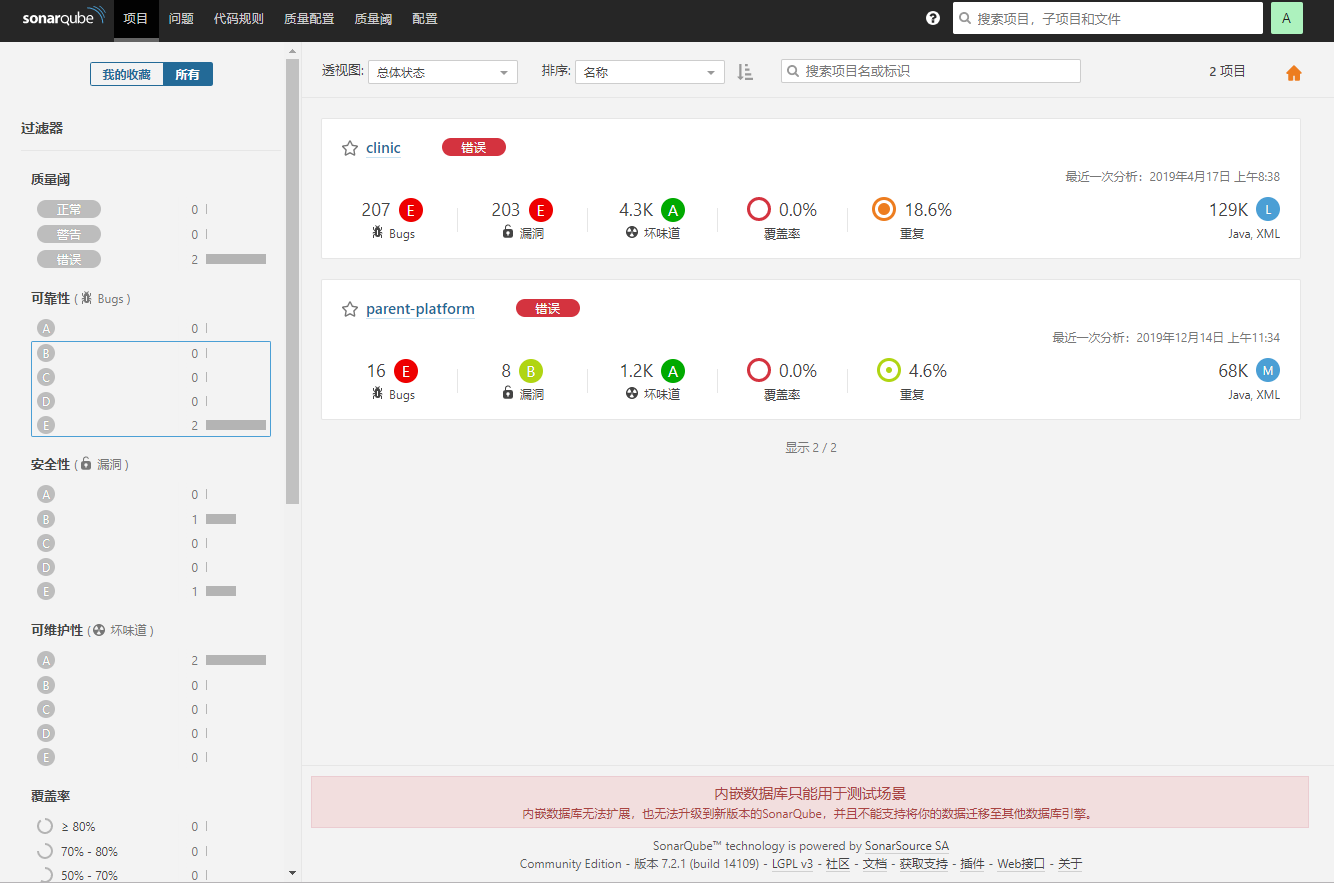 sonarqube 项目 问题 代码规则 质量配置 质量阈 配置 搜索项目，子项目和文件 A
我的收藏 所有
透视图: 总体状态 排序: 名称 搜索项目名或标识 2 项目
过滤器
质量阈
正常 0
警告 0
错误 2
可靠性 ( Bugs )
A 0
B 0
C 0
D 0
E 2
安全性 ( 漏洞 )
A 0
B 1
C 0
D 0
E 1
可维护性 ( 坏味道 )
A 2
B 0
C 0
D 0
E 0
覆盖率
≥ 80% 0
70% - 80% 0
50% - 70% 0
clinic 错误
最近一次分析：2019年4月17日 上午8:38
207 E 203 E 4.3K A 0.0% 18.6% 129K L
Bugs 漏洞 坏味道 覆盖率 重复 Java, XML
parent-platform 错误
最近一次分析：2019年12月14日 上午11:34
16 E 8 B 1.2K A 0.0% 4.6% 68K M
Bugs 漏洞 坏味道 覆盖率 重复 Java, XML
显示 2 / 2
内嵌数据库只能用于测试场景
内嵌数据库无法扩展，也无法升级到新版本的SonarQube，并且不能支持将你的数据迁移至其他数据库引擎。
SonarQube™ technology is powered by SonarSource SA
Community Edition - 版本 7.2.1 (build 14109) - LGPL v3 - 社区 - 文档 - 获取支持 - 插件 - Web接口 - 关于